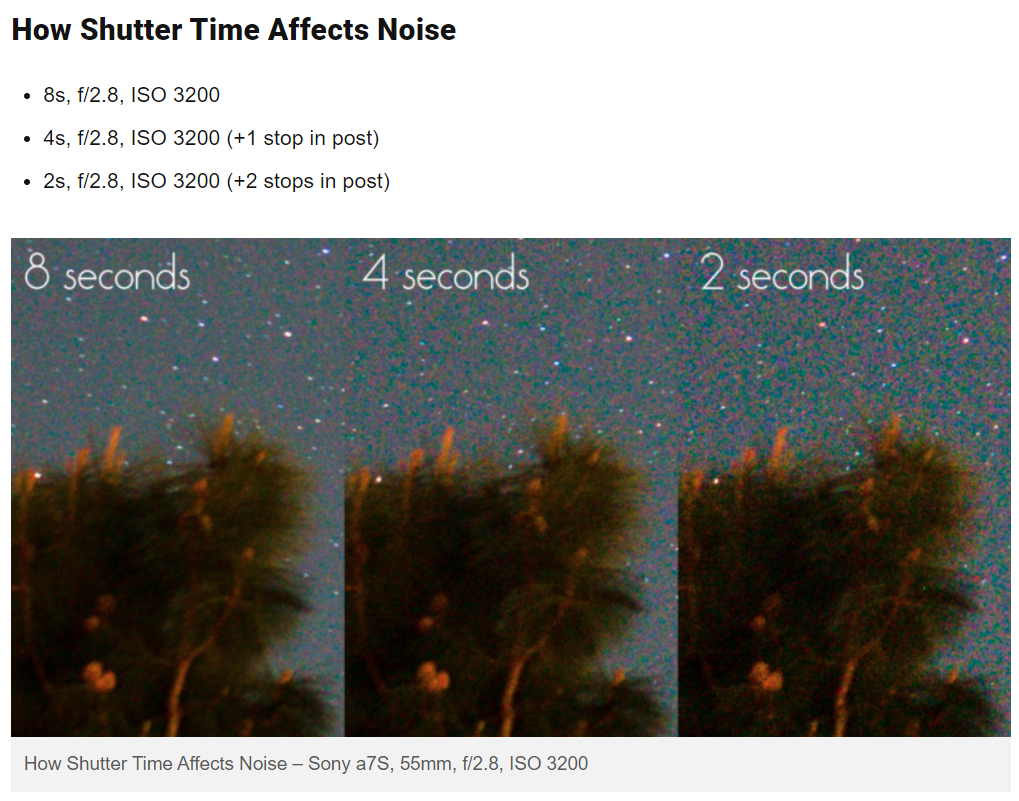 How Shutter Time Affects Noise
8s, f/2.8, ISO 3200
4s, f/2.8, ISO 3200 (+1 stop in post)
2s, f/2.8, ISO 3200 (+2 stops in post)
8 seconds
4 seconds
2 seconds
How Shutter Time Affects Noise – Sony a7S, 55mm, f/2.8, ISO 3200